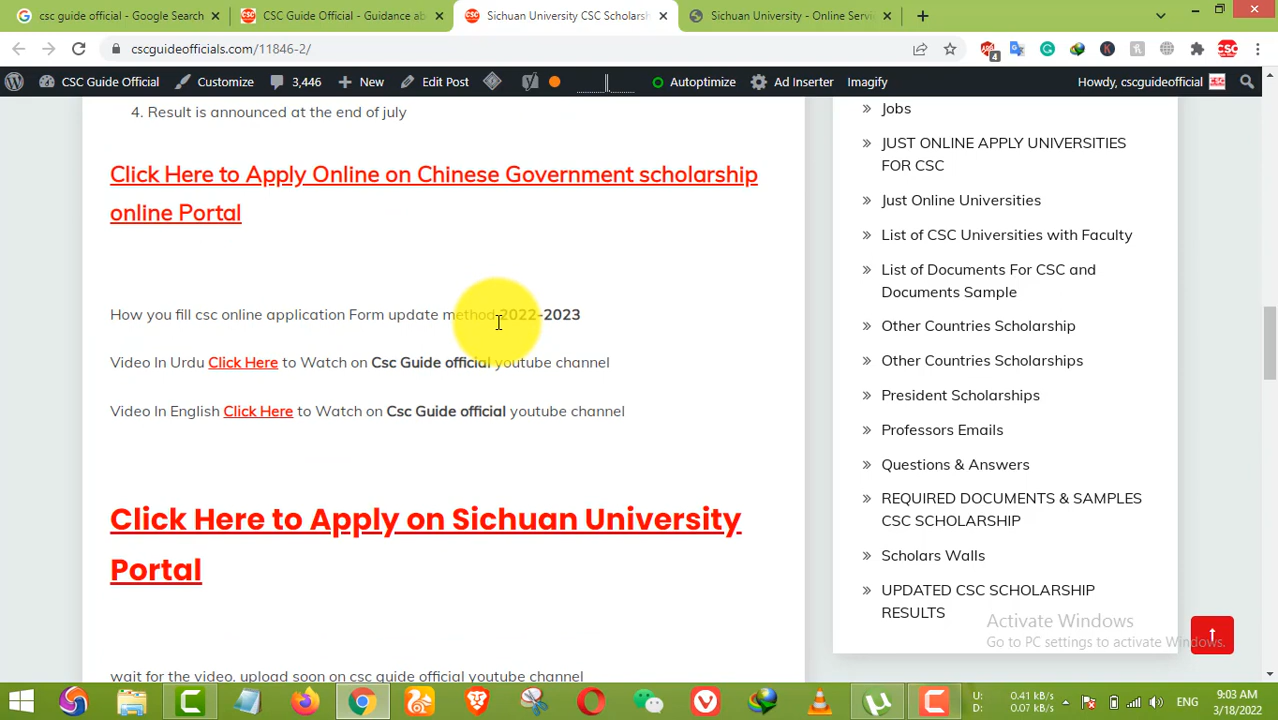 csc guide official - Google Search
CSC Guide Official - Guidance ab
Sichuan University CSC Scholarsh
Sichuan University - Online Servi
cscguideofficials.com/11846-2/
4
CSC Guide Official
Customize
3,446
New
Edit Post
Autoptimize
Ad Inserter
Imagify
Howdy, cscguideofficial
4. Result is announced at the end of july
Click Here to Apply Online on Chinese Government scholarship
online Portal
How you fill csc online application Form update method 2022-2023
Video In Urdu Click Here to Watch on Csc Guide official youtube channel
Video In English Click Here to Watch on Csc Guide official youtube channel
Click Here to Apply on Sichuan University
Portal
wait for the video. upload soon on csc guide official youtube channel
Jobs
JUST ONLINE APPLY UNIVERSITIES
FOR CSC
Just Online Universities
List of CSC Universities with Faculty
List of Documents For CSC and
Documents Sample
Other Countries Scholarship
Other Countries Scholarships
President Scholarships
Professors Emails
Questions & Answers
REQUIRED DOCUMENTS & SAMPLES
CSC SCHOLARSHIP
Scholars Walls
UPDATED CSC SCHOLARSHIP
RESULTS
Activate Windows
Go to PC settings to activate Windows.
U: 0.41 kB/s
D: 0.07 kB/s
ENG
9:03 AM
3/18/2022